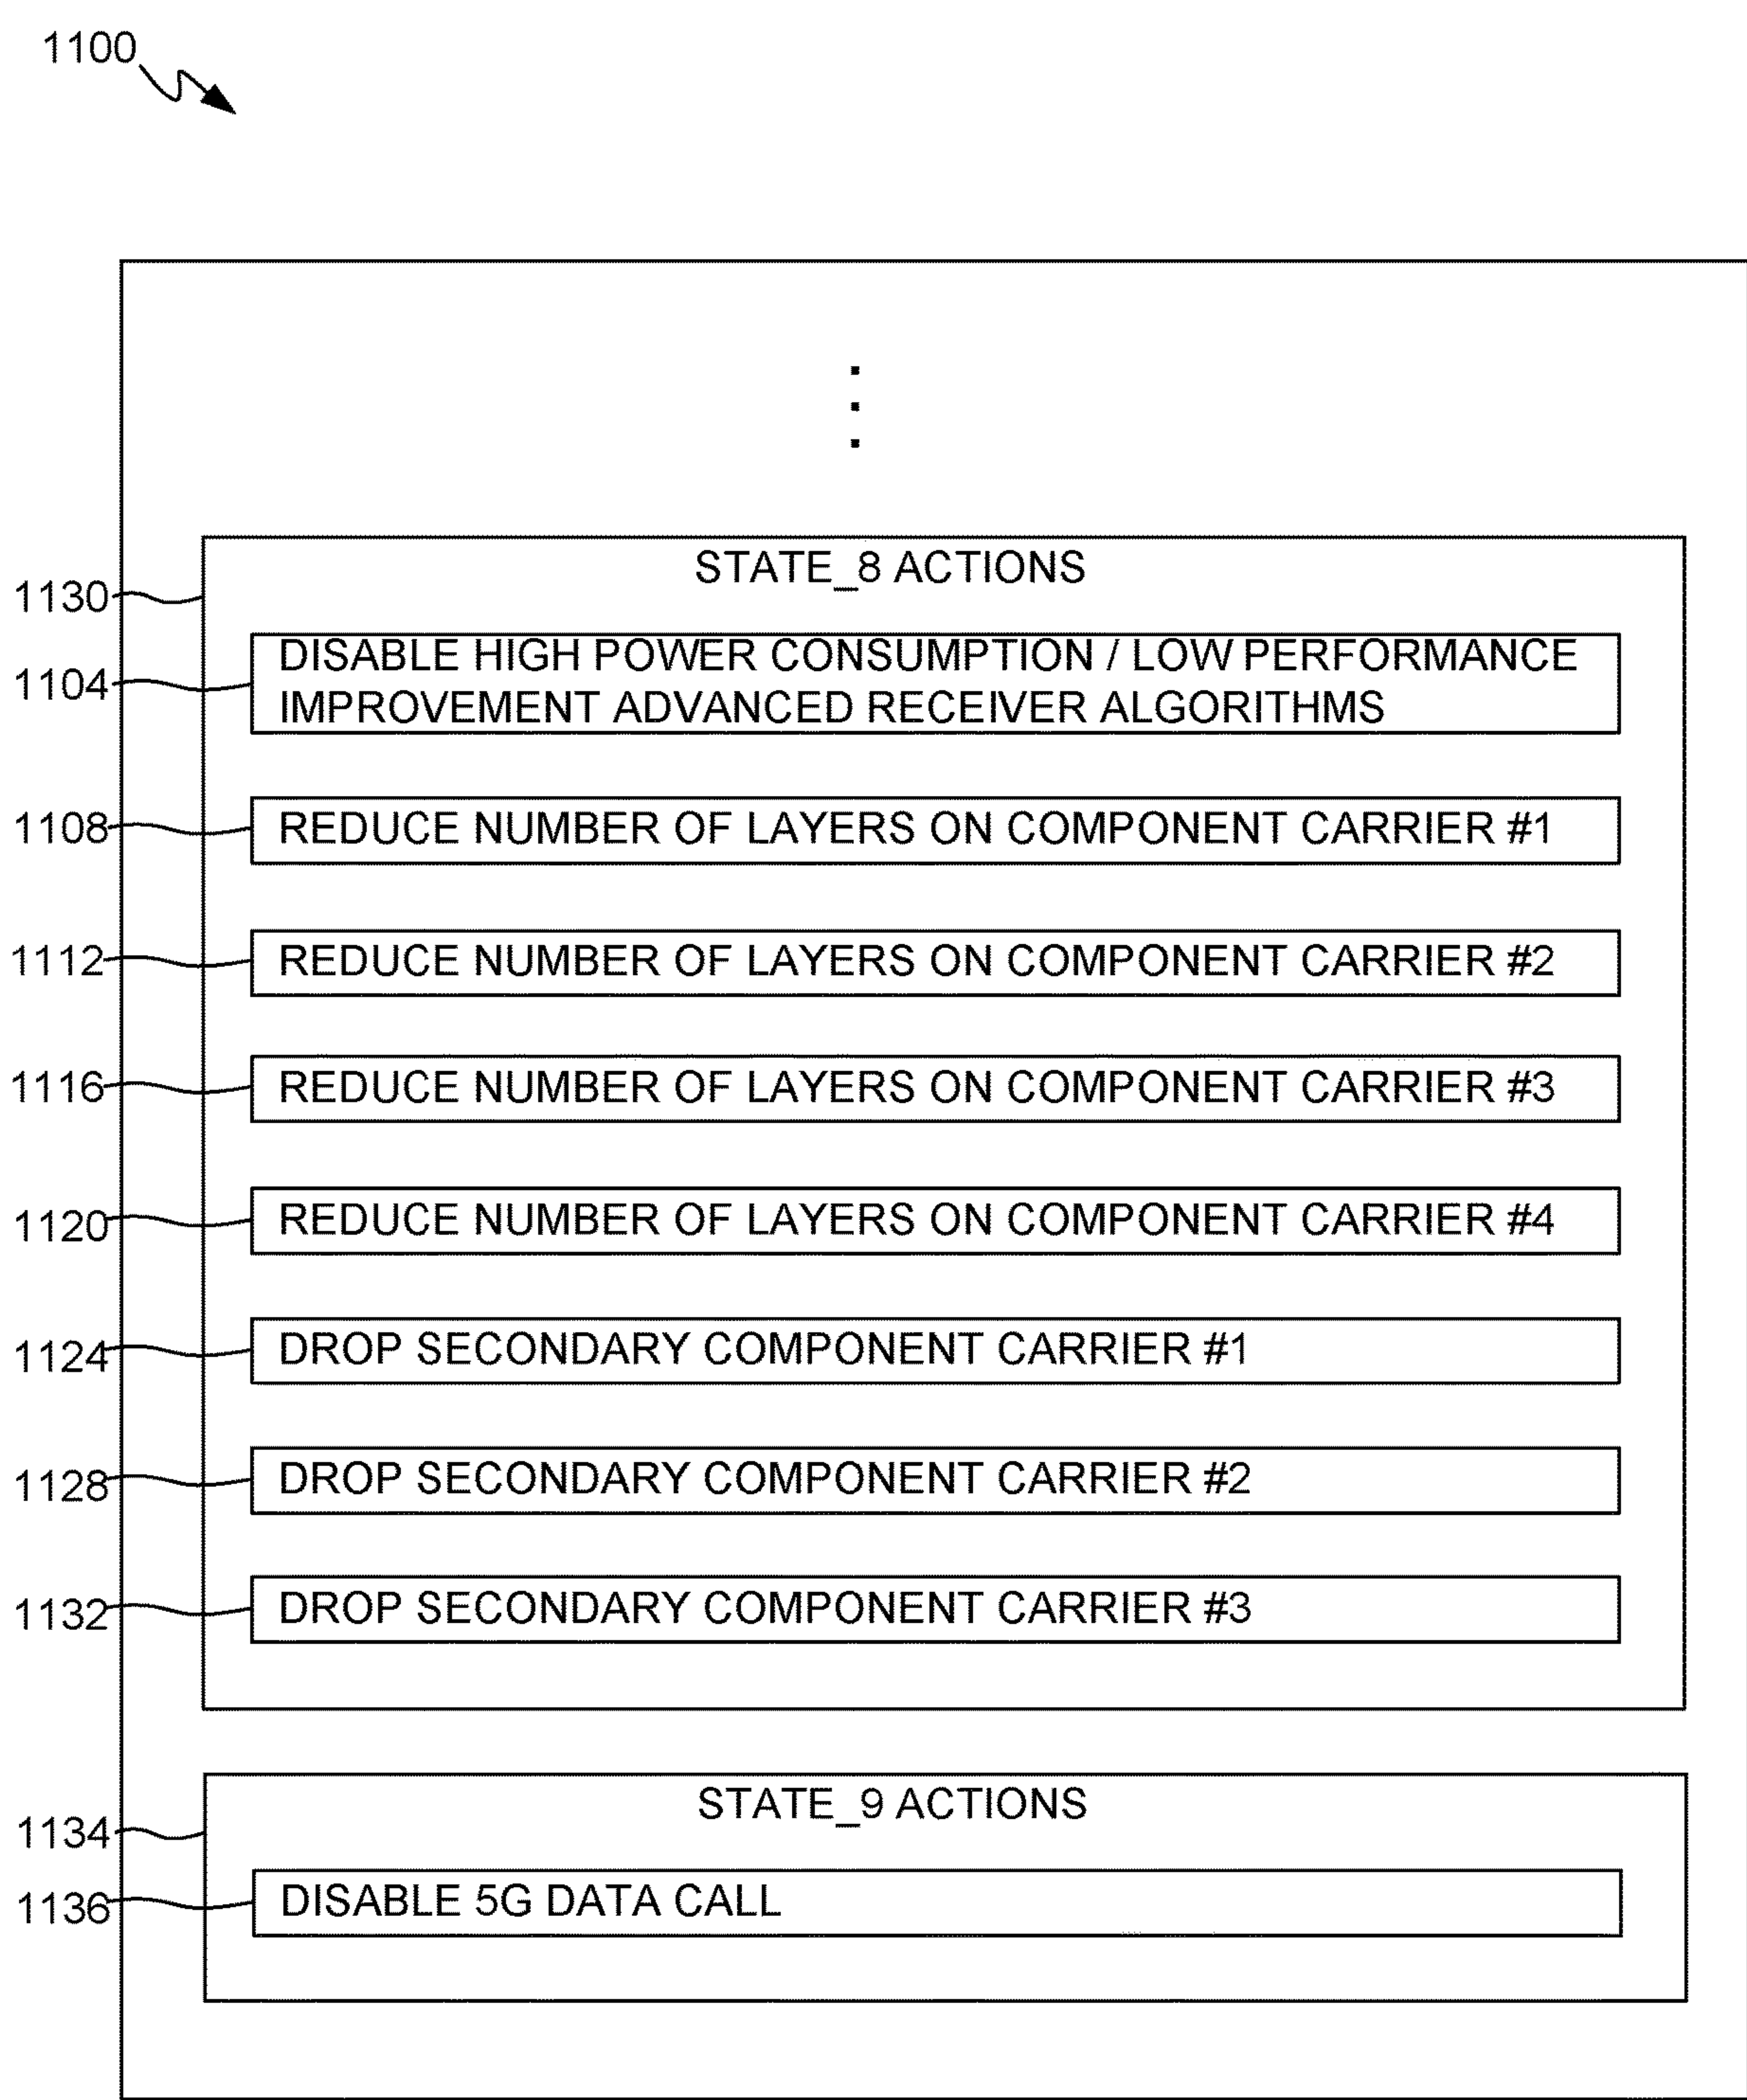 1100
STATE_8 ACTIONS
1130
DISABLE HIGH POWER CONSUMPTION / LOW PERFORMANCE
IMPROVEMENT ADVANCED RECEIVER ALGORITHMS
1104
1108 REDUCE NUMBER OF LAYERS ON COMPONENT CARRIER #1
1112 REDUCE NUMBER OF LAYERS ON COMPONENT CARRIER #2
1116 REDUCE NUMBER OF LAYERS ON COMPONENT CARRIER #3
1120 REDUCE NUMBER OF LAYERS ON COMPONENT CARRIER #4
1124 DROP SECONDARY COMPONENT CARRIER #1
1128 DROP SECONDARY COMPONENT CARRIER #2
1132 DROP SECONDARY COMPONENT CARRIER #3
STATE_9 ACTIONS
1134
1136 DISABLE 5G DATA CALL